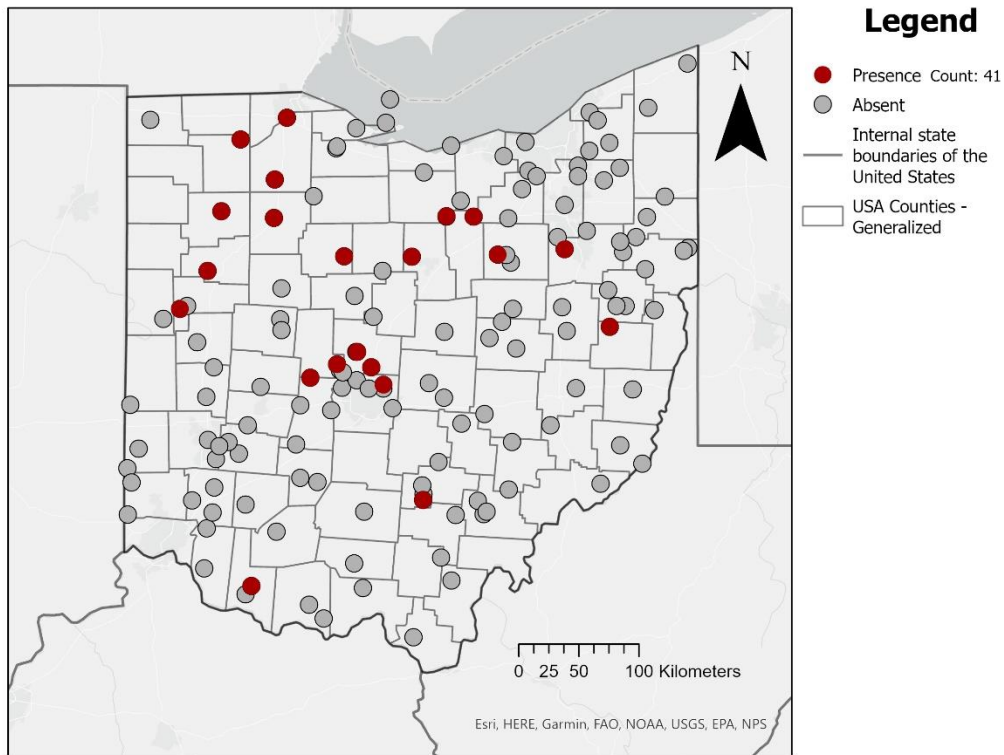 Legend
Presence Count: 41
Absent
Internal state
boundaries of the
United States
USA Counties -
Generalized
N
0 25 50 100 Kilometers
Esri, HERE, Garmin, FAO, NOAA, USGS, EPA, NPS